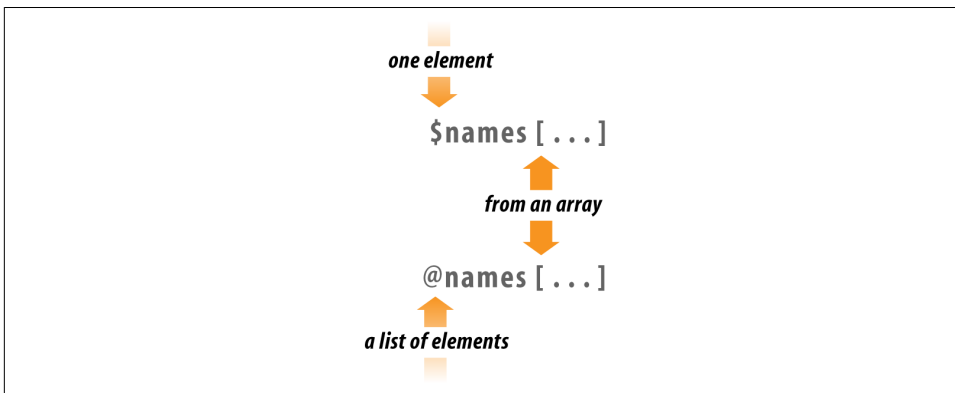 one element
$names[...]
from an array
@names[...]
a list of elements